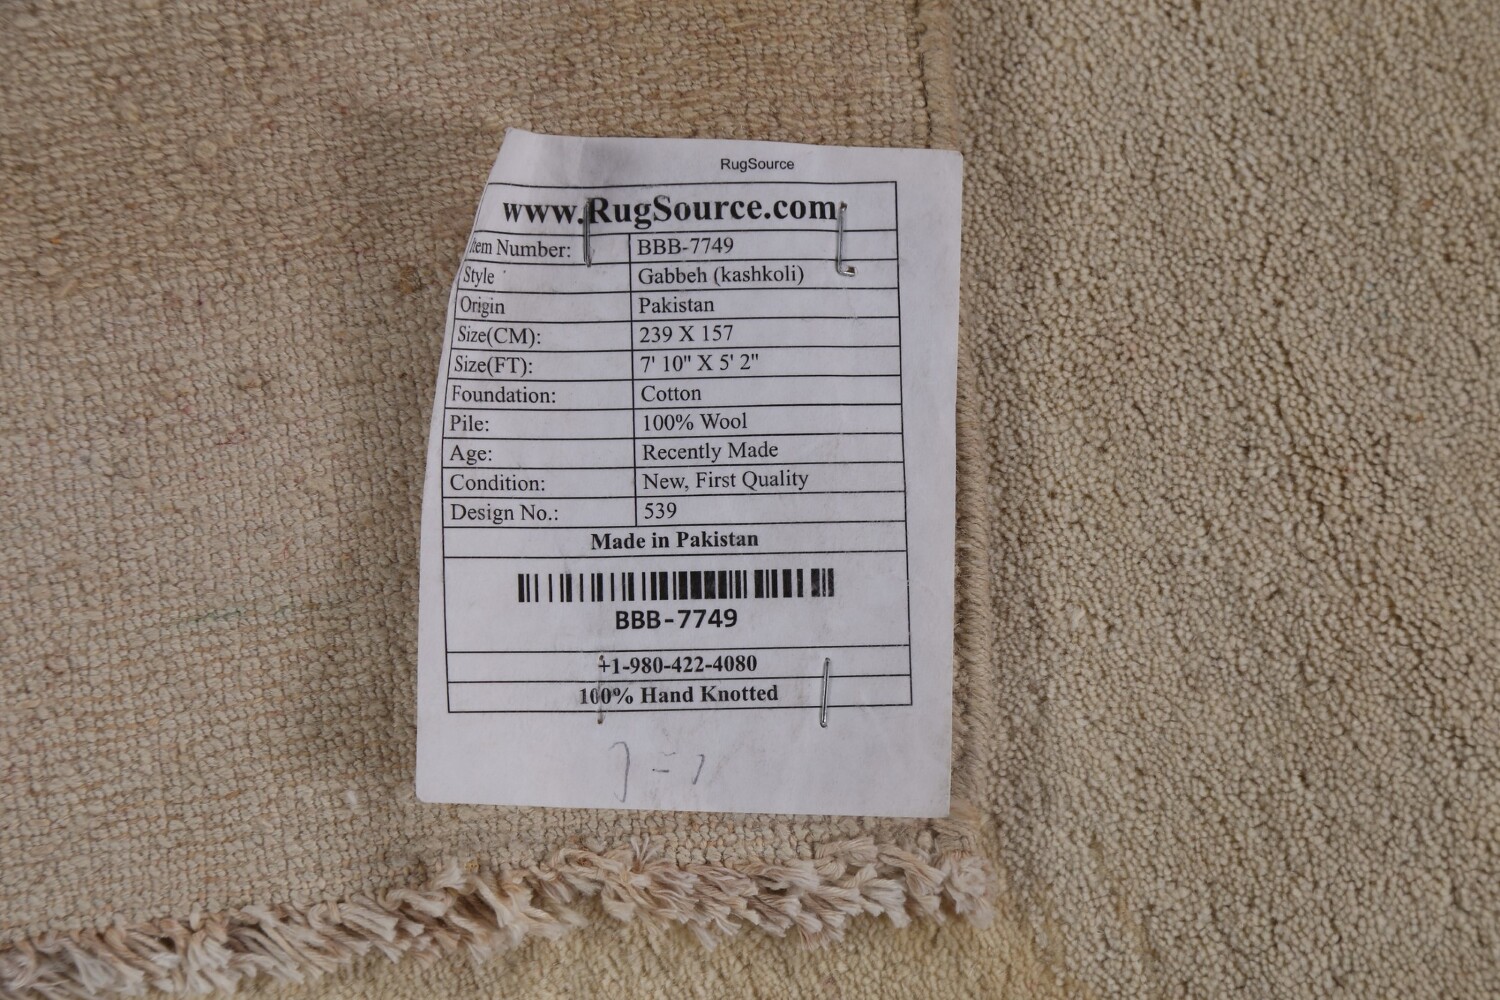 RugSource
www.RugSource.com
Item Number: BBB-7749
Style Gabbeh (kashkoli)
Origin Pakistan
Size(CM): 239 X 157
Size(FT): 7' 10" X 5' 2"
Foundation: Cotton
Pile: 100% Wool
Age: Recently Made
Condition: New, First Quality
Design No.: 539
Made in Pakistan
BBB-7749
+1-980-422-4080
100% Hand Knotted